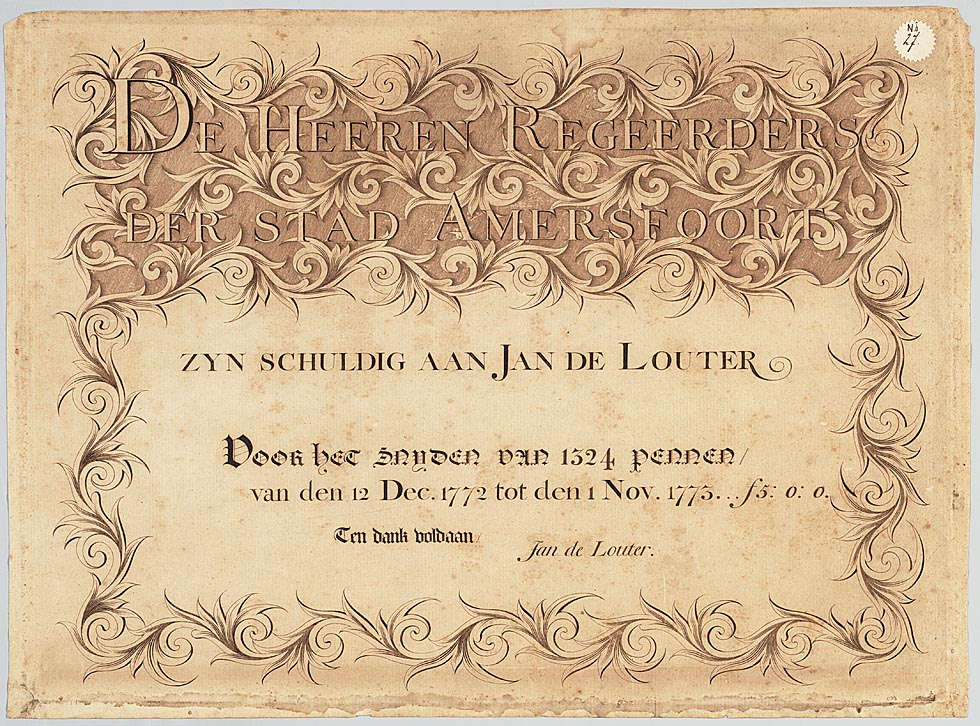 No 27.
DE HEEREN REGEERDERS
DER STAD AMERSFOORT
ZYN SCHULDIG AAN JAN DE LOUTER
Voor het snyden van 1324 pennen/
van den 12 Dec. 1772 tot den 1 Nov. 1773... f 5: 0: 0.
Ten dank voldaan
Jan de Louter.